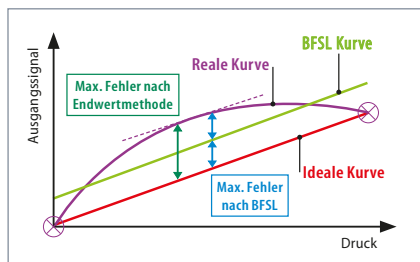 BFSL Kurve
Reale Kurve
Max. Fehler nach
Endwertmethode
Ausgangssignal
Ideale Kurve
Max. Fehler
nach BFSL
Druck